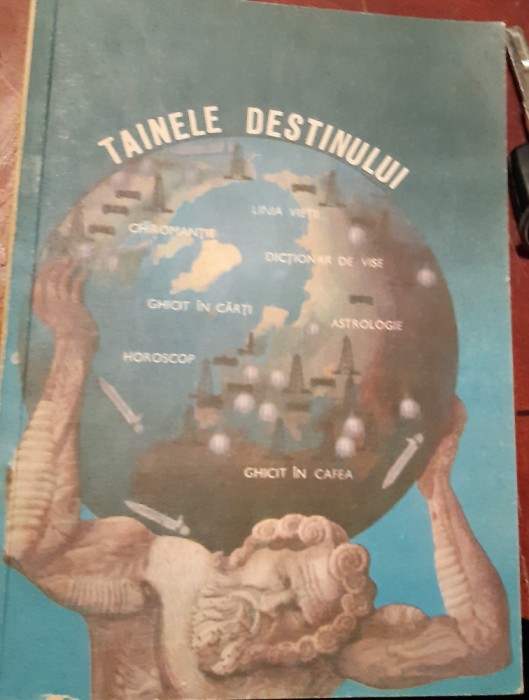 TAINELE DESTINULUI
LINIA VIEȚII
CHIROMANȚIE
DICȚIONAR DE VISE
GHICIT ÎN CĂRȚI
ASTROLOGIE
HOROSCOP
GHICIT ÎN CAFEA